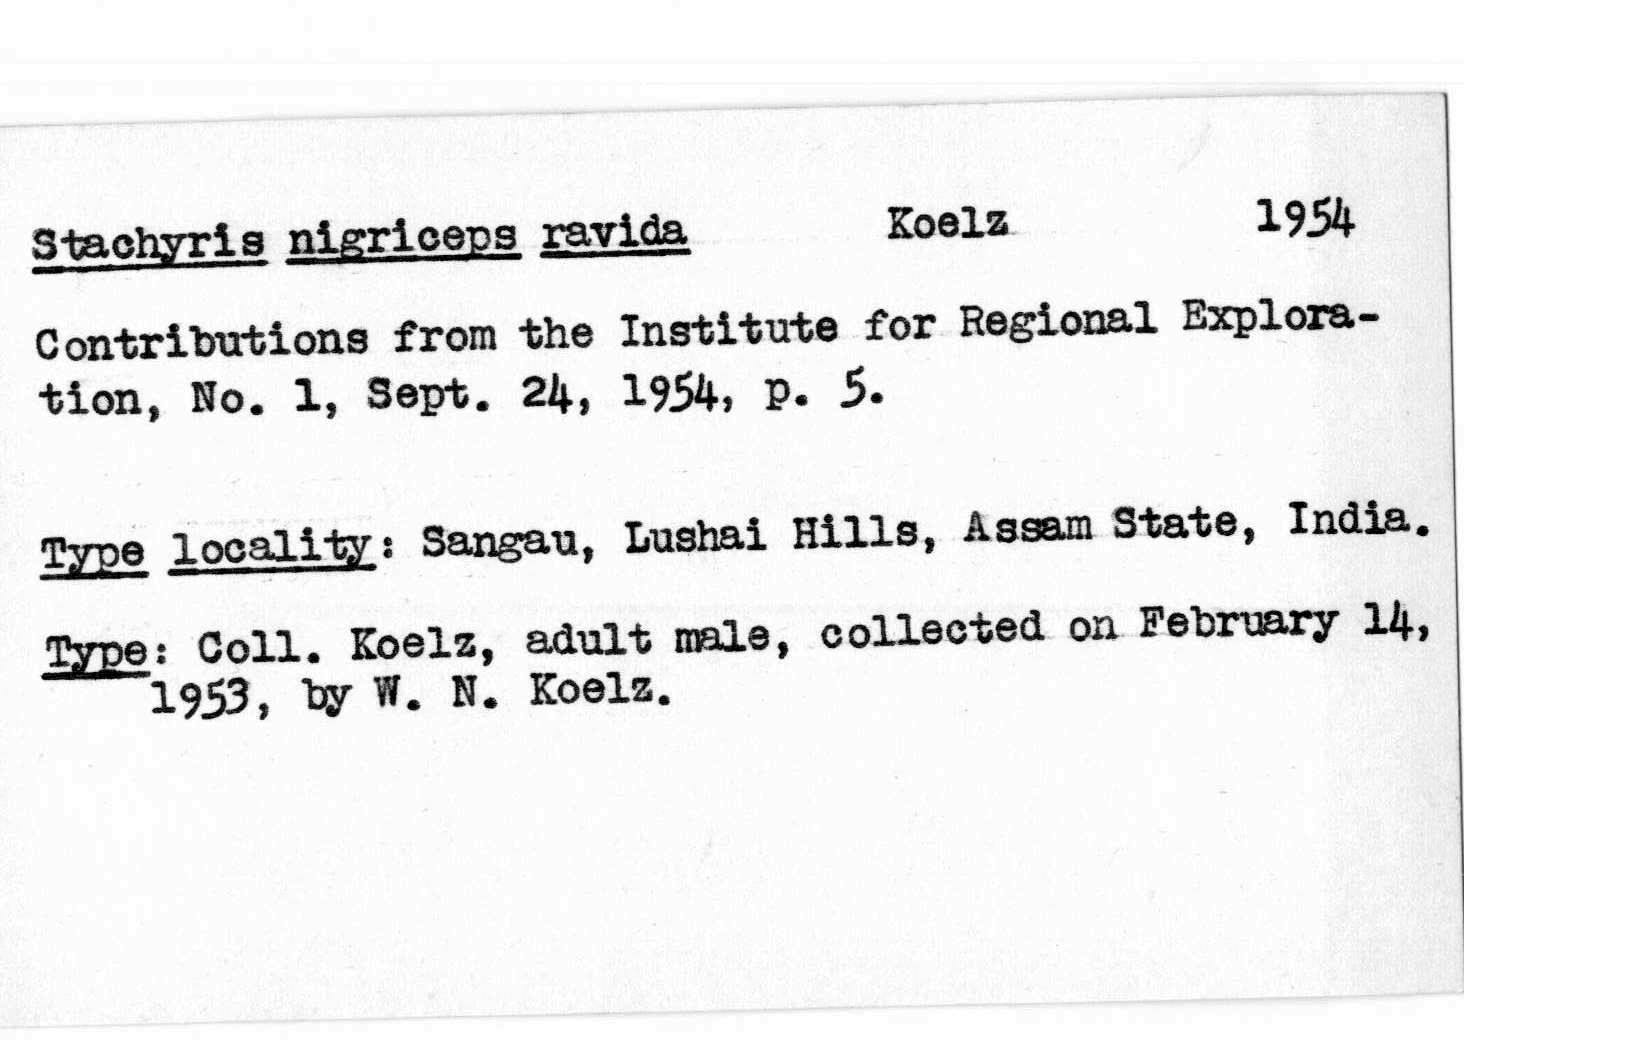 Stachyris nigriceps ravida Koelz 1954
Contributions from the Institute for Regional Explora-
tion, No. 1, Sept. 24, 1954, p. 5.
Type locality: Sangau, Lushai Hills, Assam State, India.
Type: Coll. Koelz, adult male, collected on February 14,
1953, by W. N. Koelz.